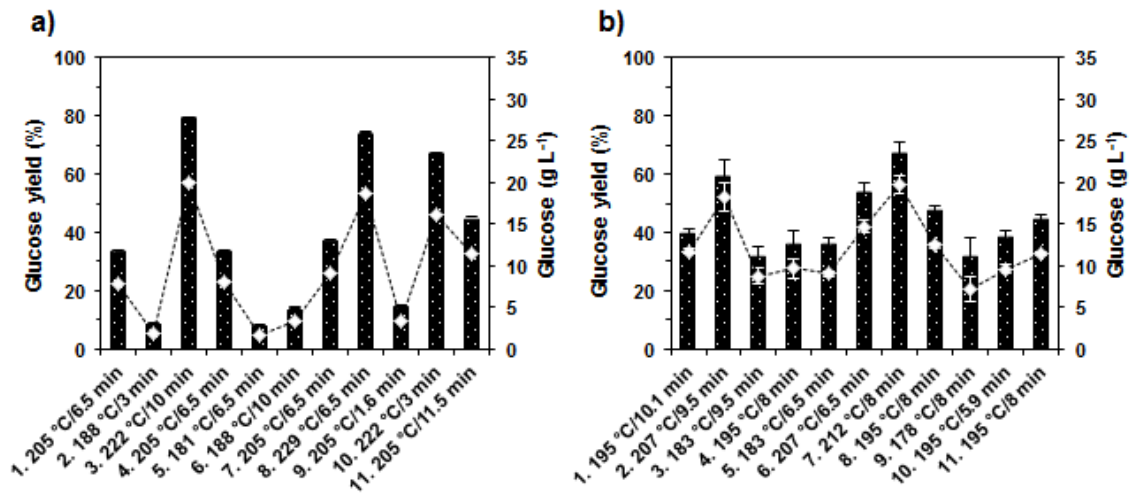 a)
Glucose yield (%)
100
80
60
40
20
0
35
30
25
20
15
10
5
0
Glucose (g L-1)
1. 205 °C/6.5 min
2. 188 °C/3 min
3. 222 °C/10 min
4. 205 °C/6.5 min
5. 181 °C/6.5 min
6. 188 °C/10 min
7. 205 °C/6.5 min
8. 229 °C/6.5 min
9. 205 °C/1.6 min
10. 222 °C/3 min
11. 205 °C/11.5 min
b)
Glucose yield (%)
100
80
60
40
20
0
35
30
25
20
15
10
5
0
Glucose (g L-1)
1. 195 °C/10.1 min
2. 207 °C/9.5 min
3. 183 °C/9.5 min
4. 195 °C/8 min
5. 183 °C/6.5 min
6. 207 °C/6.5 min
7. 212 °C/8 min
8. 195 °C/8 min
9. 178 °C/8 min
10. 195 °C/5.9 min
11. 195 °C/8 min